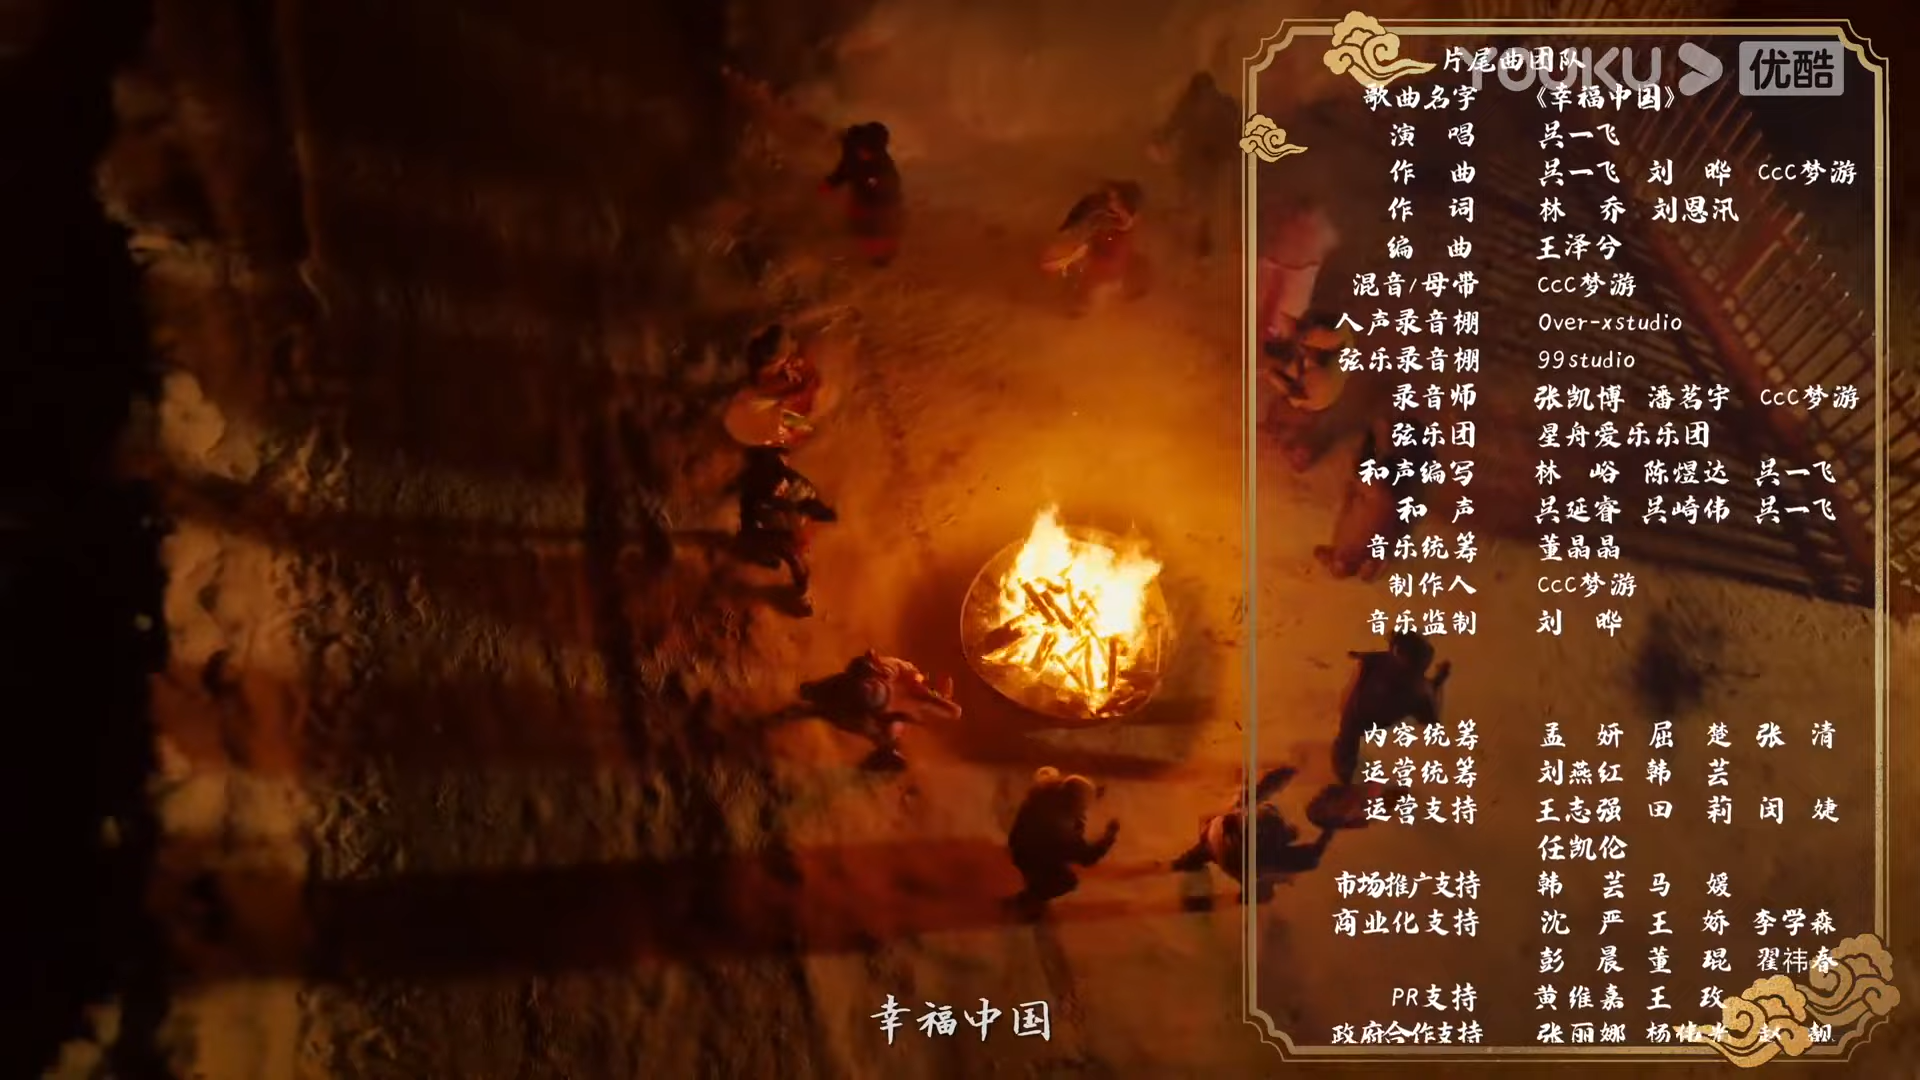 YOUKU 优酷
片尾曲团队
歌曲名字 《幸福中国》
演 唱 吴一飞
作 曲 吴一飞 刘 晔 CCC梦游
作 词 林 乔 刘恩汛
编 曲 王泽兮
混音/母带 CCC梦游
人声录音棚 Over-xstudio
弦乐录音棚 99studio
录音师 张凯博 潘茗宇 CCC梦游
弦乐团 星舟爱乐乐团
和声编写 林 峪 陈煜达 吴一飞
和 声 吴延睿 吴崎伟 吴一飞
音乐统筹 董晶晶
制作人 CCC梦游
音乐监制 刘 晔
内容统筹 孟 妍 屈 楚 张 清
运营统筹 刘燕红 韩 芸
运营支持 王志强 田 莉 闵 婕
任凯伦
市场推广支持 韩 芸 马 媛
商业化支持 沈 严 王 娇 李学森
彭 晨 董 琨 翟祎春
PR支持 黄维嘉 王 玫
政府合作支持 张丽娜 杨 赵 靓
幸福中国